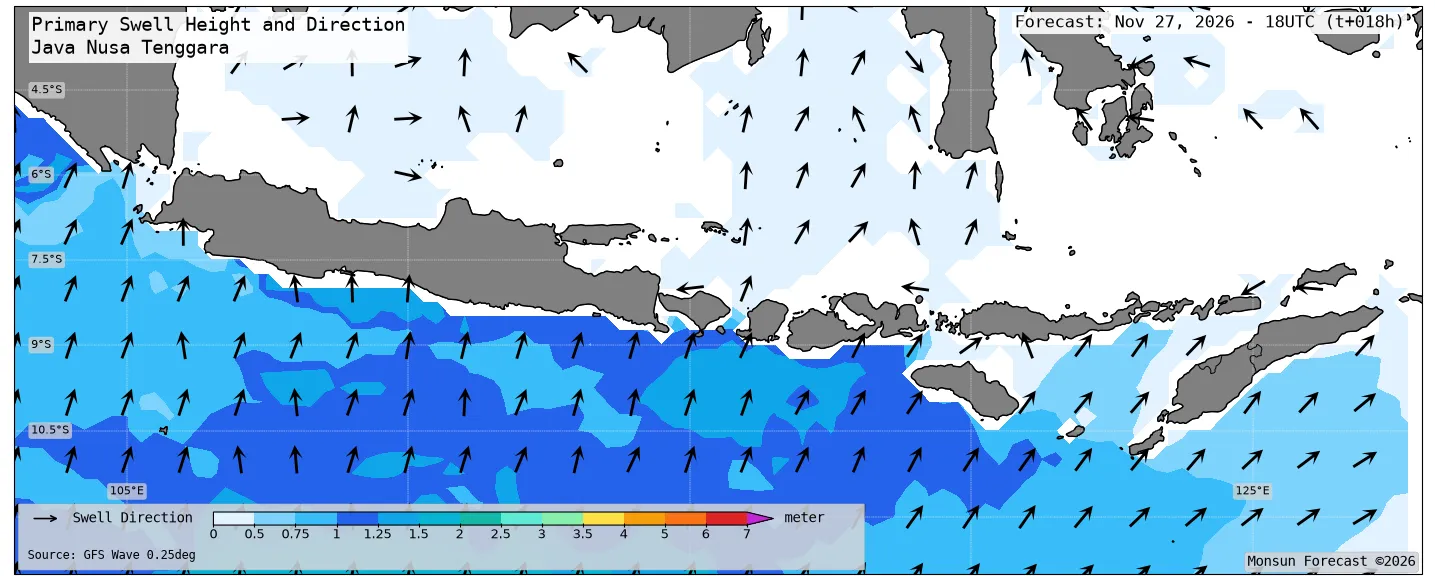 Primary Swell Height and Direction
Java Nusa Tenggara
Forecast: Nov 27, 2026 - 18UTC (t+018h)
4.5°S
6°S
7.5°S
9°S
10.5°S
105°E
125°E
Swell Direction
0 0.5 0.75 1 1.25 1.5 2 2.5 3 3.5 4 5 6 7
meter
Source: GFS Wave 0.25deg
Monsun Forecast ©2026